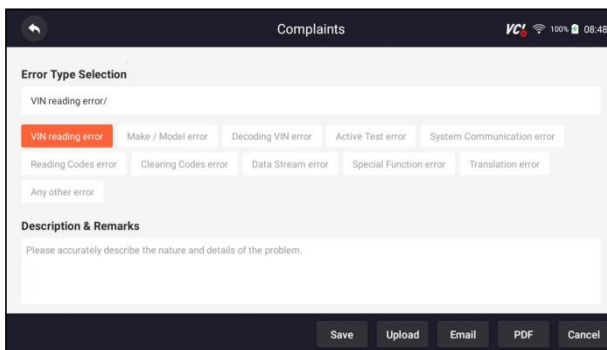 Complaints VCI 100% 08:48
Error Type Selection
VIN reading error/
VIN reading error Make / Model error Decoding VIN error Active Test error System Communication error
Reading Codes error Clearing Codes error Data Stream error Special Function error Translation error
Any other error
Description & Remarks
Please accurately describe the nature and details of the problem.
Save Upload Email PDF Cancel